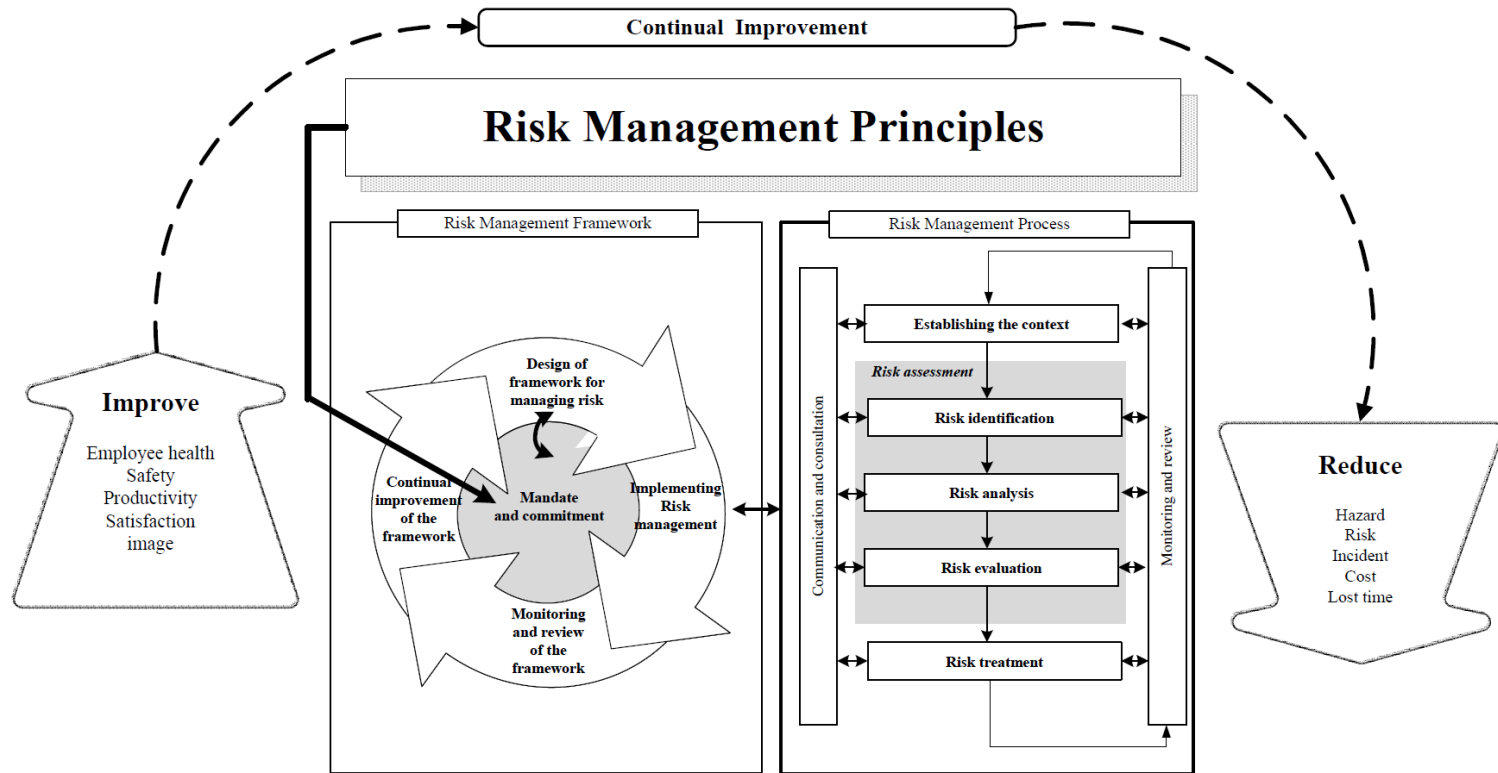 Continual Improvement
Risk Management Principles
Risk Management Framework
Risk Management Process
Improve
Employee health
Safety
Productivity
Satisfaction
image
Design of
framework for
managing risk
Continual
improvement
of the
framework
Mandate
and commitment
Implementing
Risk
management
Monitoring
and review
of the
framework
Communication and consultation
Establishing the context
Risk assessment
Risk identification
Risk analysis
Risk evaluation
Risk treatment
Monitoring and review
Reduce
Hazard
Risk
Incident
Cost
Lost time